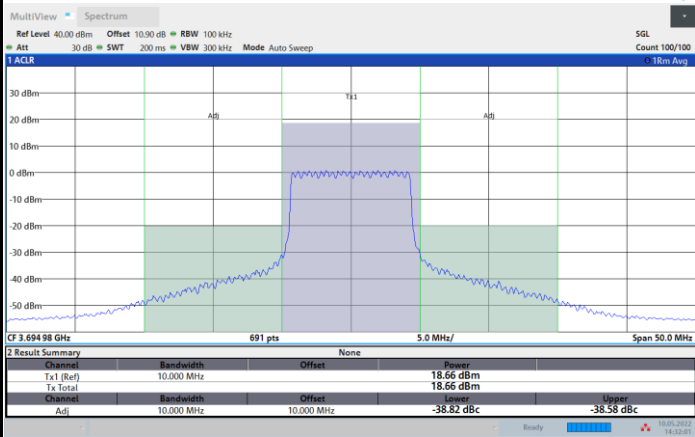 MultiView Spectrum
Ref Level 40.00 dBm Offset 10.90 dB RBW 100 kHz SGL
Att 30 dB SWT 200 ms VBW 300 kHz Mode Auto Sweep Count 100/100
1 ACLR 1Rm Avg
30 dBm
Tx1
20 dBm Adj Adj
10 dBm
0 dBm
-10 dBm
-20 dBm
-30 dBm
-40 dBm
-50 dBm
CF 3.694 98 GHz 691 pts 5.0 MHz/ Span 50.0 MHz
2 Result Summary None
Channel Bandwidth Offset Power
Tx1 (Ref) 10.000 MHz 18.66 dBm
Tx Total 18.66 dBm
Channel Bandwidth Offset Lower Upper
Adj 10.000 MHz 10.000 MHz -38.82 dBc -38.58 dBc
Ready 14:32:01